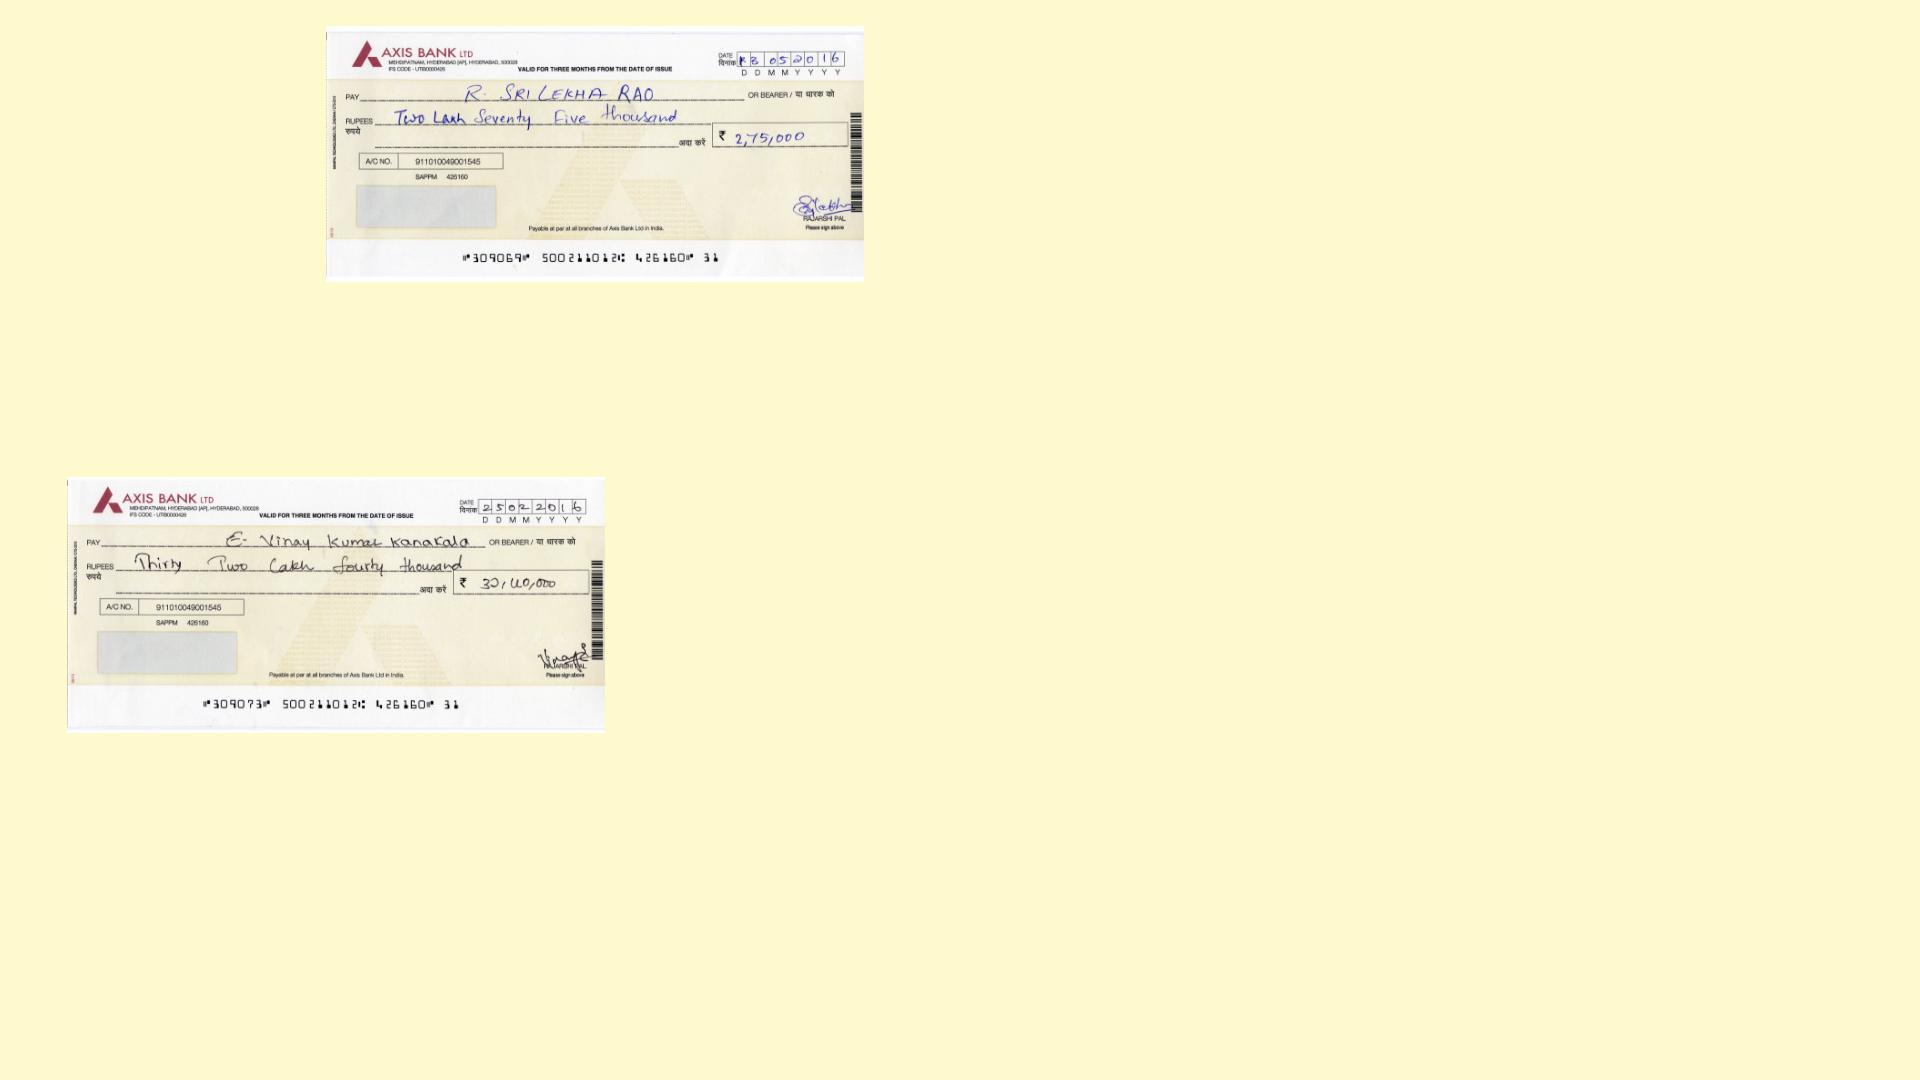 AXIS BANK LTD
MEHDIPATNAM, HYDERABAD [AP], HYDERABAD, 500028
IFS CODE - UTIB0000426
VALID FOR THREE MONTHS FROM THE DATE OF ISSUE
DATE
दिनांक 05 2016
D D M M Y Y Y Y
PAY R. SRI LEKHA RAO OR BEARER / या धारक को
RUPEES Two Lakh Seventy Five thousand
रुपये
अदा करें ₹ 2,75,000
A/C NO. 911010049001545
SAPPM 426160
RAJARSHI PAL
Please sign above
Payable at par at all branches of Axis Bank Ltd in India.
⑈309069⑈ 500211012⑆ 426160⑈ 31
AXIS BANK LTD
MEHDIPATNAM, HYDERABAD [AP], HYDERABAD, 500028
IFS CODE - UTIB0000426
VALID FOR THREE MONTHS FROM THE DATE OF ISSUE
DATE
दिनांक 25022016
D D M M Y Y Y Y
PAY E. Vinay Kumar Kanakala OR BEARER / या धारक को
RUPEES Thirty Two Lakh fourty thousand
रुपये
अदा करें ₹ 32,40,000
A/C NO. 911010049001545
SAPPM 426160
RAJARSHI PAL
Please sign above
Payable at par at all branches of Axis Bank Ltd in India.
⑈309073⑈ 500211012⑆ 426160⑈ 31